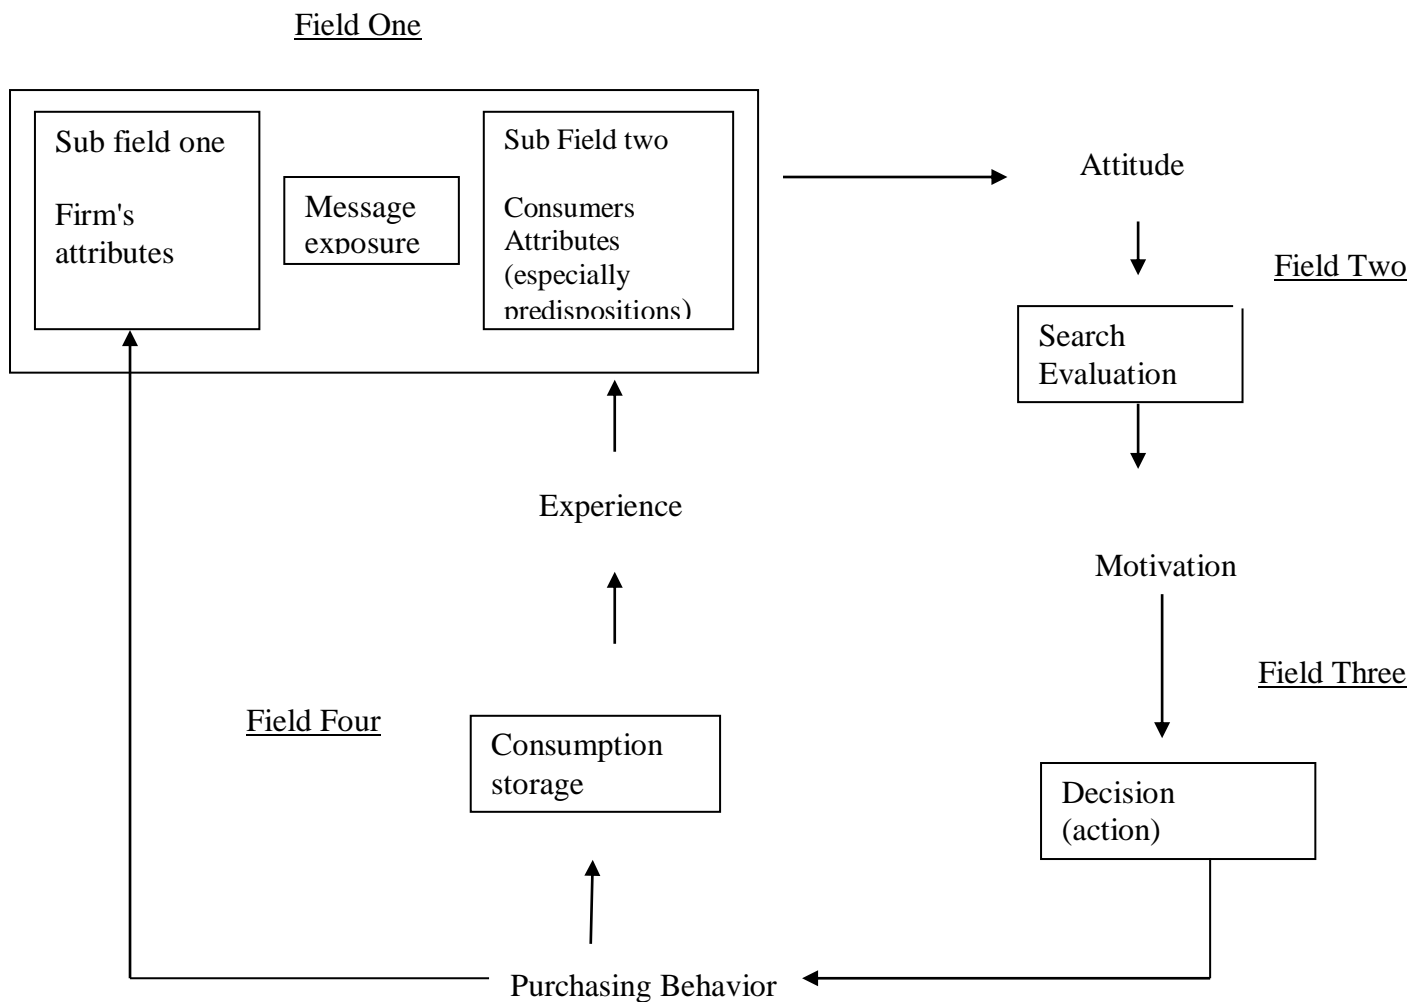 Field One
Sub field one
Firm's
attributes
Message
exposure
Sub Field two
Consumers
Attributes
(especially
predispositions)
Attitude
Field Two
Search
Evaluation
Experience
Motivation
Field Three
Field Four
Consumption
storage
Decision
(action)
Purchasing Behavior